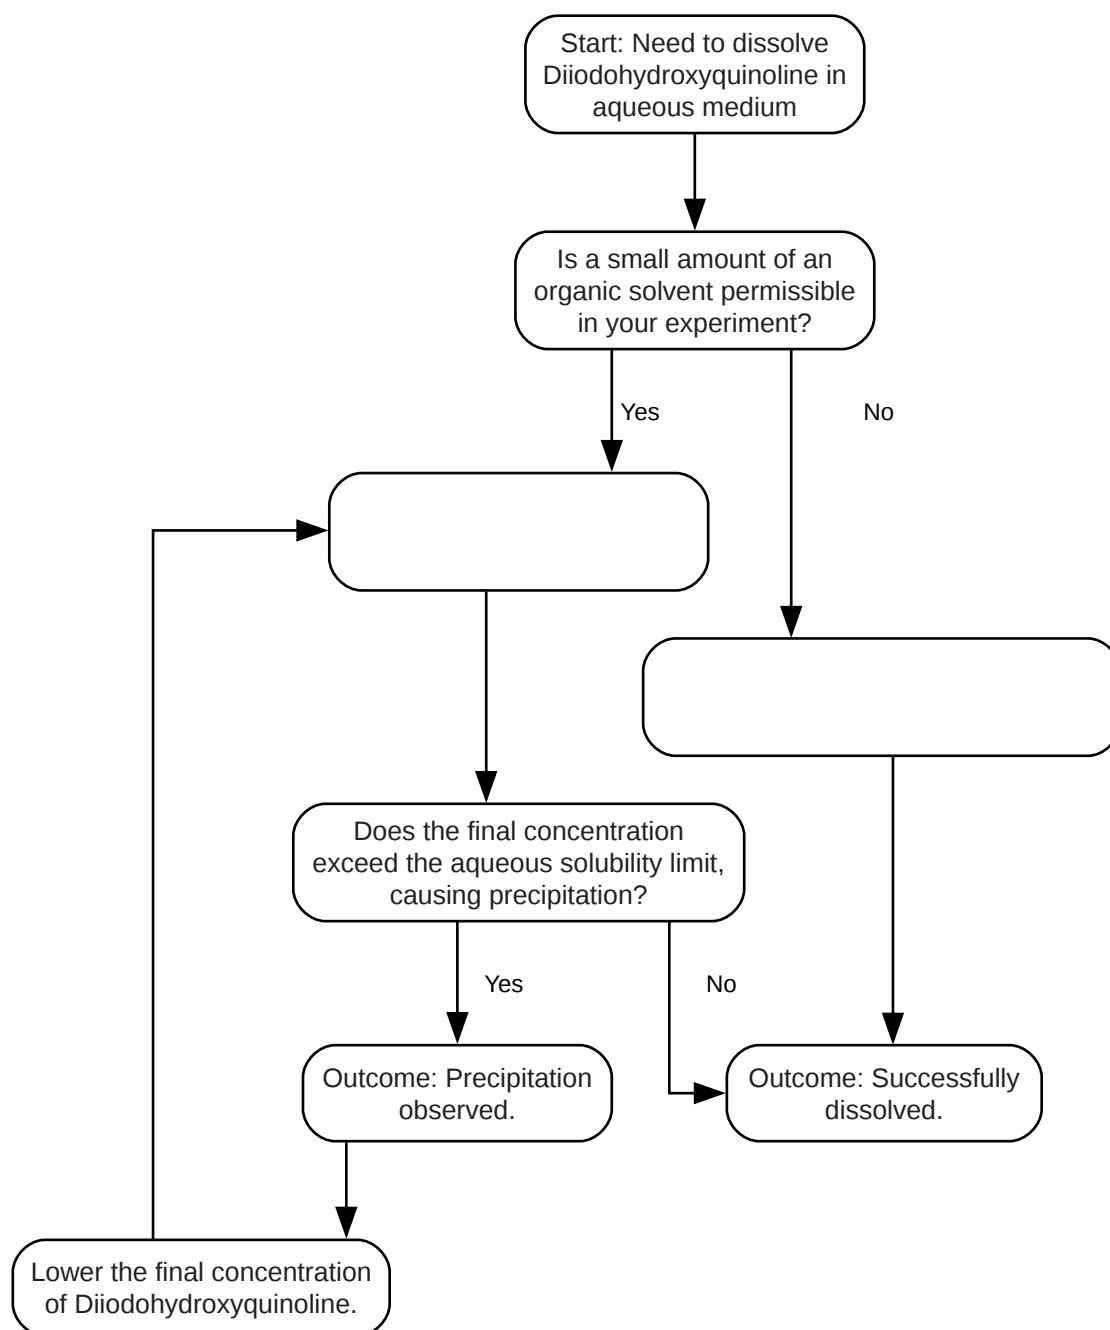 Start: Need to dissolve
Diiodohydroxyquinoline in
aqueous medium
Is a small amount of an
organic solvent permissible
in your experiment?
Yes
No
Does the final concentration
exceed the aqueous solubility limit,
causing precipitation?
Yes
No
Outcome: Precipitation
observed.
Outcome: Successfully
dissolved.
Lower the final concentration
of Diiodohydroxyquinoline.